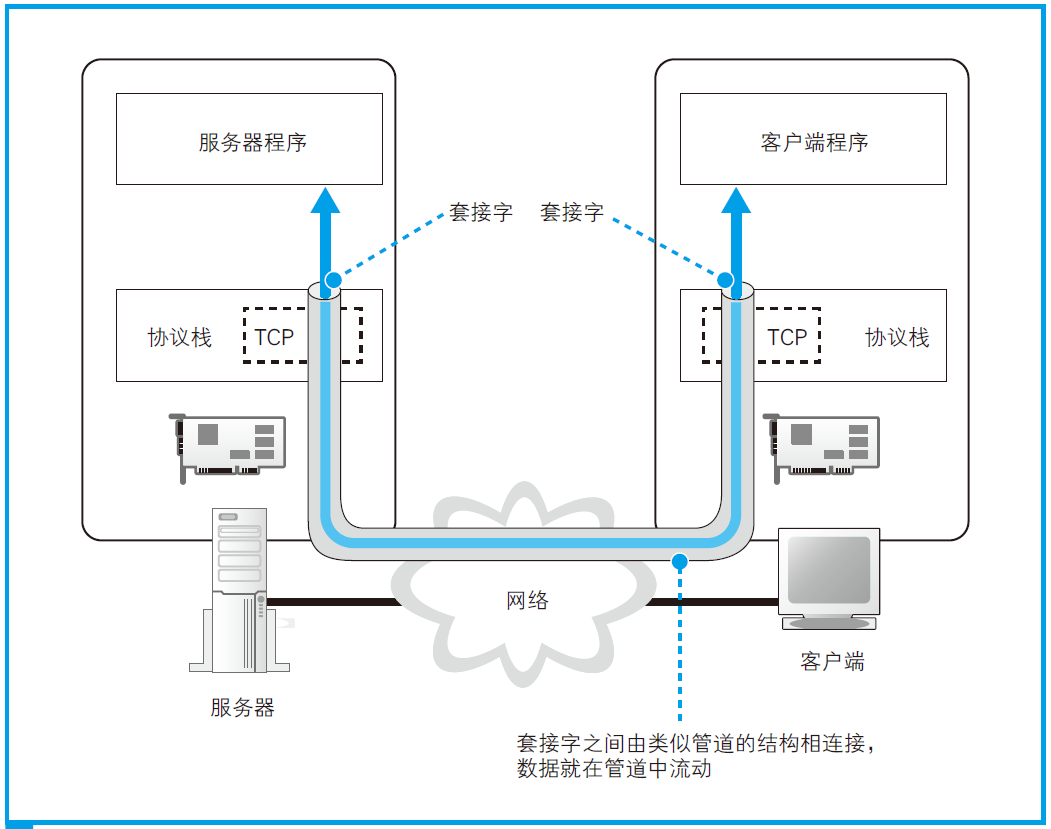 服务器程序
客户端程序
套接字
套接字
协议栈
TCP
TCP
协议栈
网络
客户端
服务器
套接字之间由类似管道的结构相连接，
数据就在管道中流动